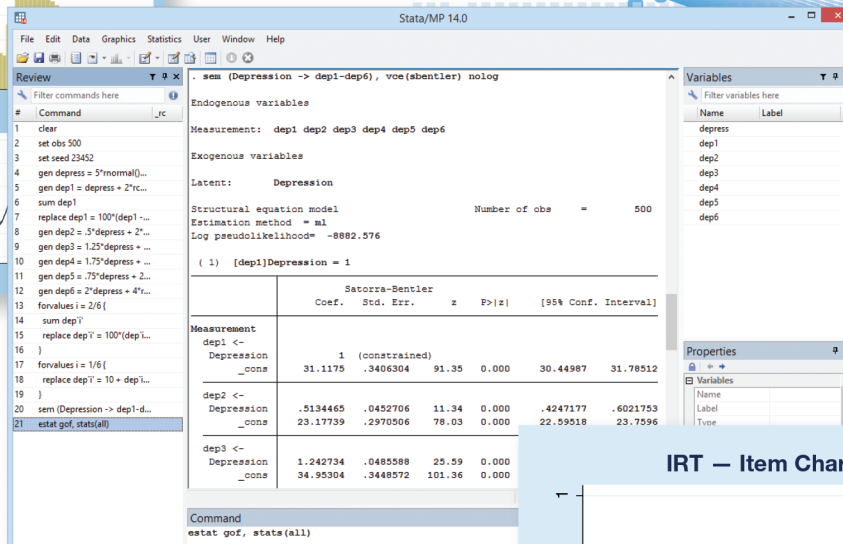 Stata/MP 14.0
File Edit Data Graphics Statistics User Window Help
Review
Filter commands here
# Command _rc
1 clear
2 set obs 500
3 set seed 23452
4 gen depress = 5*rnormal()...
5 gen dep1 = depress + 2*rc...
6 sum dep1
7 replace dep1 = 100*(dep1 -...
8 gen dep2 = .5*depress + 2*...
9 gen dep3 = 1.25*depress + ...
10 gen dep4 = 1.75*depress + ...
11 gen dep5 = .75*depress + 2...
12 gen dep6 = 2*depress + 4*r...
13 forvalues i = 2/6 {
14 sum dep`i'
15 replace dep`i' = 100*(dep`i...
16 }
17 forvalues i = 1/6 {
18 replace dep`i' = 10 + dep`i...
19 }
20 sem (Depression -> dep1-d...
21 estat gof, stats(all)
. sem (Depression -> dep1-dep6), vce(sbentler) nolog
Endogenous variables
Measurement: dep1 dep2 dep3 dep4 dep5 dep6
Exogenous variables
Latent: Depression
Structural equation model Number of obs = 500
Estimation method = ml
Log pseudolikelihood= -8882.576
( 1) [dep1]Depression = 1
Satorra-Bentler
Coef. Std. Err. z P>|z| [95% Conf. Interval]
Measurement
dep1 <-
Depression 1 (constrained)
_cons 31.1175 .3406304 91.35 0.000 30.44987 31.78512
dep2 <-
Depression .5134465 .0452706 11.34 0.000 .4247177 .6021753
_cons 23.17739 .2970506 78.03 0.000 22.59518 23.7596
dep3 <-
Depression 1.242734 .0485588 25.59 0.000
_cons 34.95304 .3448572 101.36 0.000
Command
estat gof, stats(all)
Variables
Filter variables here
Name Label
depress
dep1
dep2
dep3
dep4
dep5
dep6
Properties
Variables
Name
Label
Type
IRT — Item Char
1